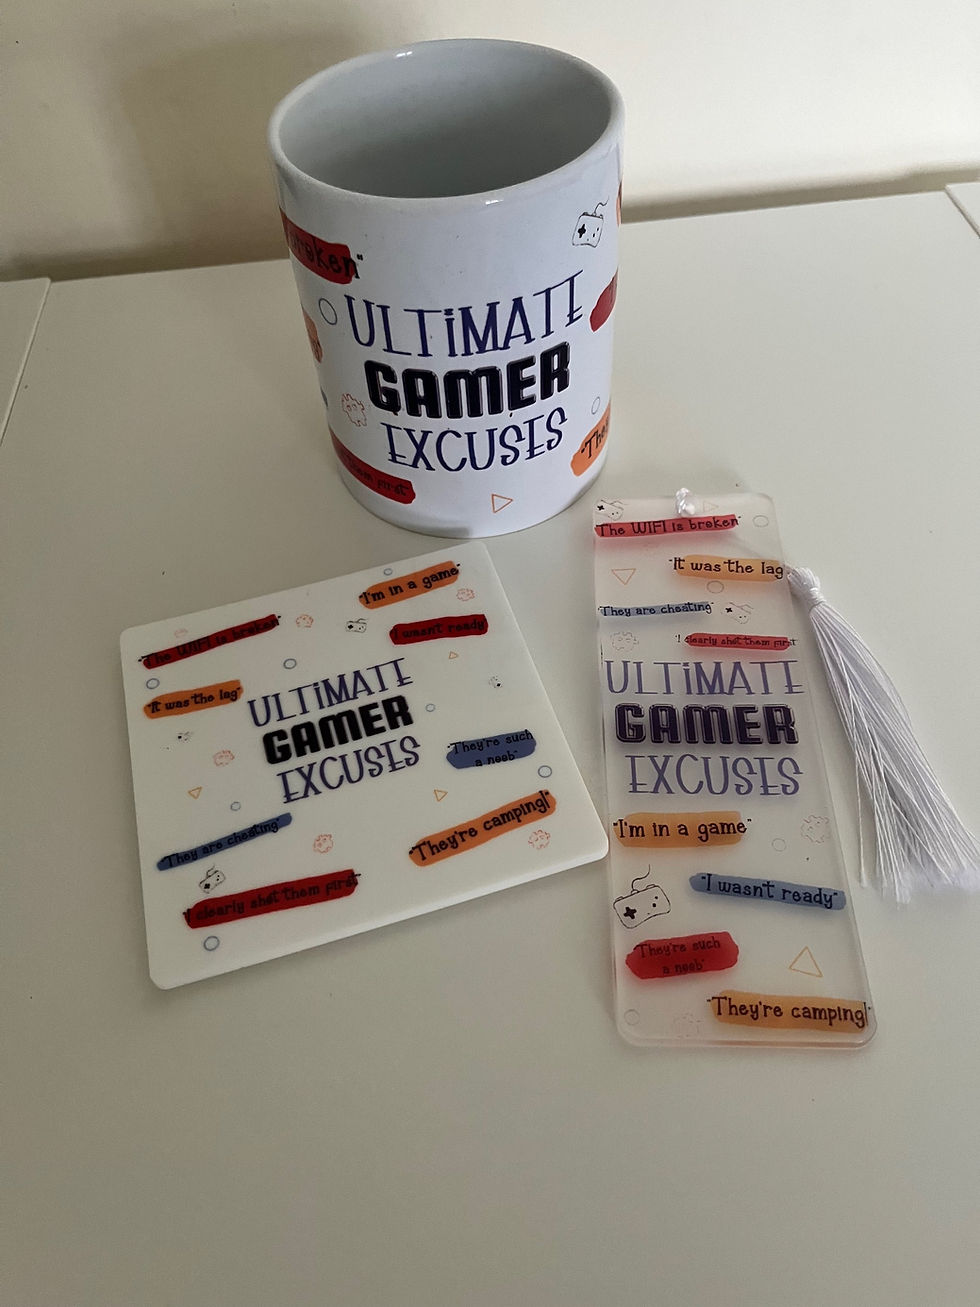 broken"
ULTiMATE
GAMER
EXCUSES
them first"
"The
"The WIFI is broken"
"I'm in a game"
"I wasn't ready"
"It was the lag"
ULTiMATE
GAMER
EXCUSES
"They're such
a noob"
"They are cheating"
"They're camping!"
"I clearly shot them first"
"The WIFI is broken"
"It was the lag"
"They are cheating"
"I clearly shot them first"
ULTiMATE
GAMER
EXCUSES
"I'm in a game"
"I wasn't ready"
"They're such
a noob"
"They're camping!"